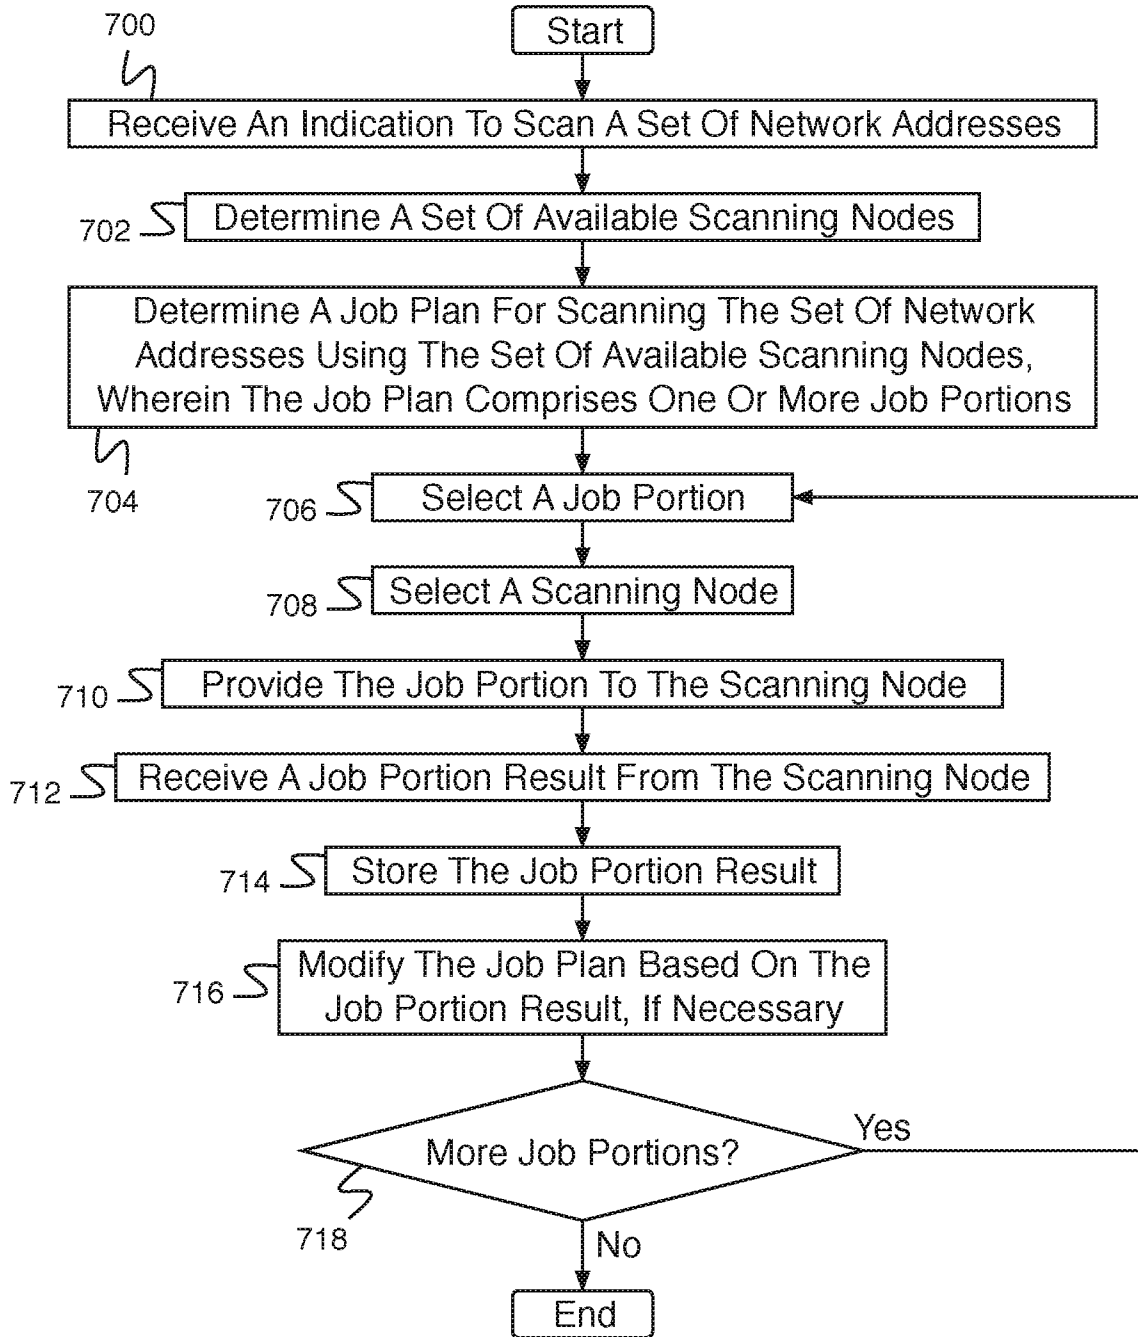 700
Start
Receive An Indication To Scan A Set Of Network Addresses
702
Determine A Set Of Available Scanning Nodes
Determine A Job Plan For Scanning The Set Of Network
Addresses Using The Set Of Available Scanning Nodes,
Wherein The Job Plan Comprises One Or More Job Portions
704
706
Select A Job Portion
708
Select A Scanning Node
710
Provide The Job Portion To The Scanning Node
712
Receive A Job Portion Result From The Scanning Node
714
Store The Job Portion Result
716
Modify The Job Plan Based On The
Job Portion Result, If Necessary
More Job Portions?
Yes
718
No
End